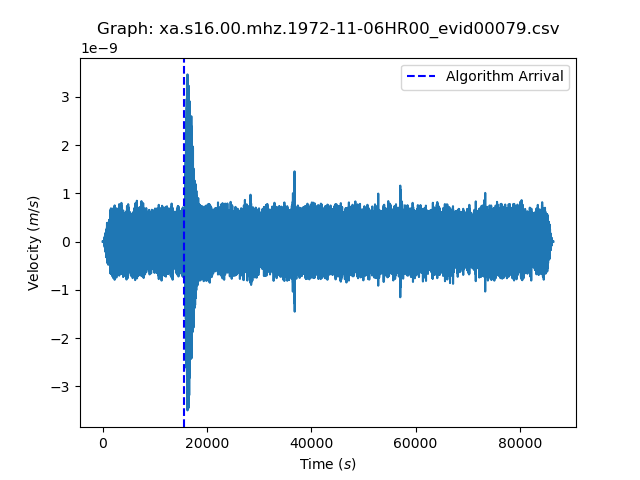 Graph: xa.s16.00.mhz.1972-11-06HR00_evid00079.csv
1e−9
Algorithm Arrival
3
2
1
0
−1
−2
−3
Velocity (m/s)
0 20000 40000 60000 80000
Time (s)